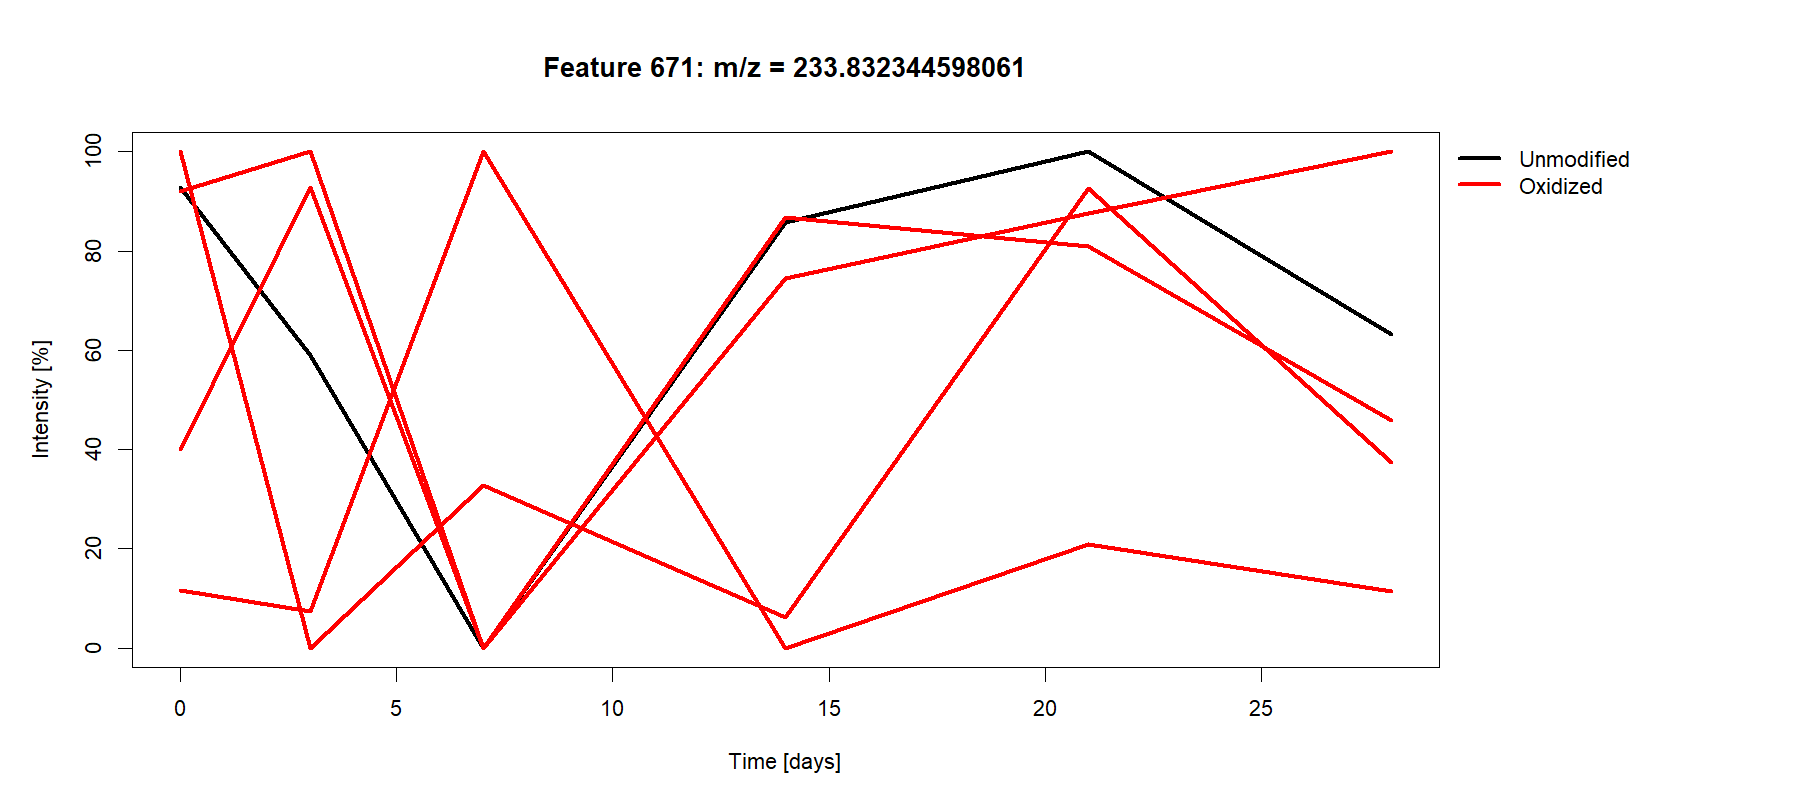 Feature 671: m/z = 233.832344598061
Unmodified
Oxidized
Intensity [%]
100
80
60
40
20
0
0 5 10 15 20 25
Time [days]